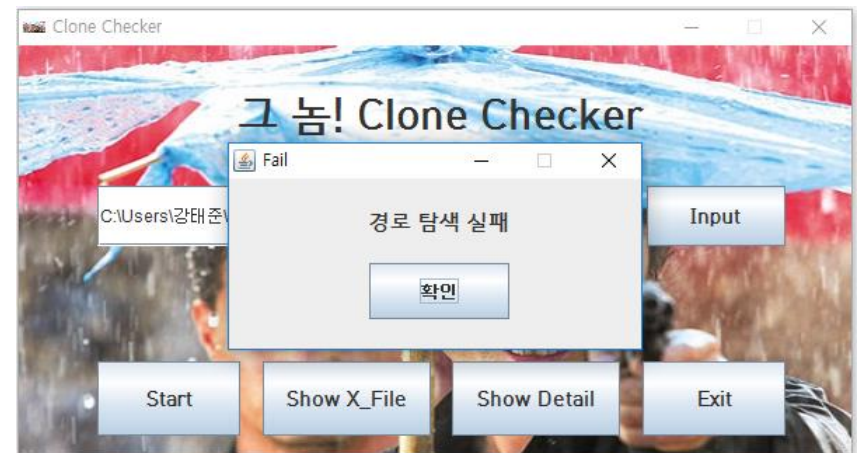 Clone Checker
그 놈! Clone Checker
Fail
경로 탐색 실패
C:\Users\강태준\
Input
확인
Start
Show X_File
Show Detail
Exit